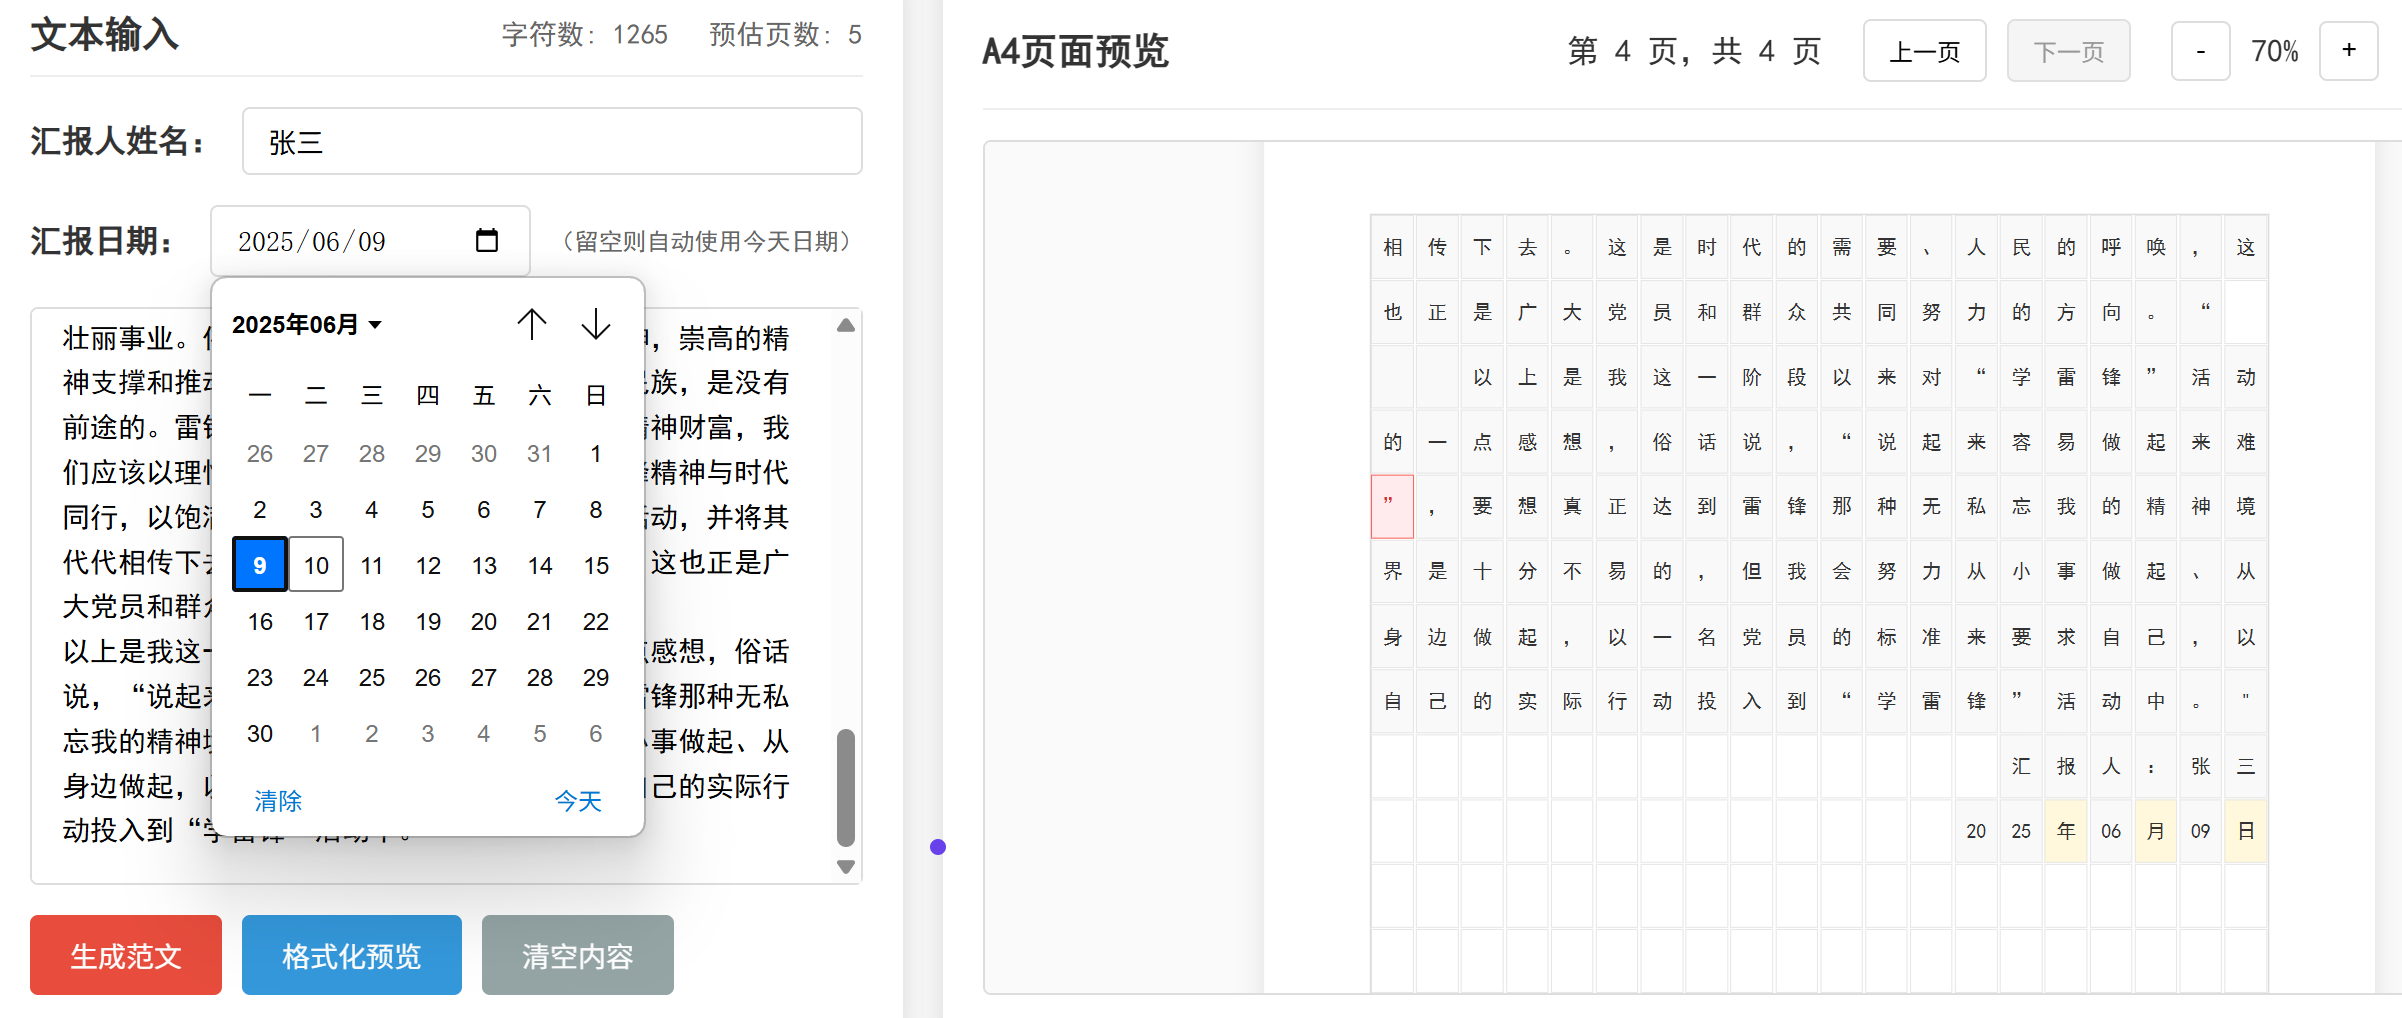 文本输入 字符数：1265 预估页数：5
汇报人姓名： 张三
汇报日期： 2025/06/09 （留空则自动使用今天日期）
2025年06月
一 二 三 四 五 六 日
26 27 28 29 30 31 1
2 3 4 5 6 7 8
9 10 11 12 13 14 15
16 17 18 19 20 21 22
23 24 25 26 27 28 29
30 1 2 3 4 5 6
清除 今天
壮丽事业。 ，崇高的精
神支撑和推 族，是没有
前途的。雷 神财富，我
们应该以理 精神与时代
同行，以饱 动，并将其
代代相传下 这也正是广
大党员和群
以上是我这 感想，俗话
说，“说起 锋那种无私
忘我的精神 事做起、从
身边做起， 己的实际行
动投入到“学
生成范文 格式化预览 清空内容
A4页面预览 第 4 页，共 4 页 上一页 下一页 - 70% +
相传下去。这是时代的需要、人民的呼唤，这
也正是广大党员和群众共同努力的方向。“
以上是我这一阶段以来对“学雷锋”活动
的一点感想，俗话说，“说起来容易做起来难
”，要想真正达到雷锋那种无私忘我的精神境
界是十分不易的，但我会努力从小事做起、从
身边做起，以一名党员的标准来要求自己，以
自己的实际行动投入到“学雷锋”活动中。"
汇报人：张三
2025年06月09日